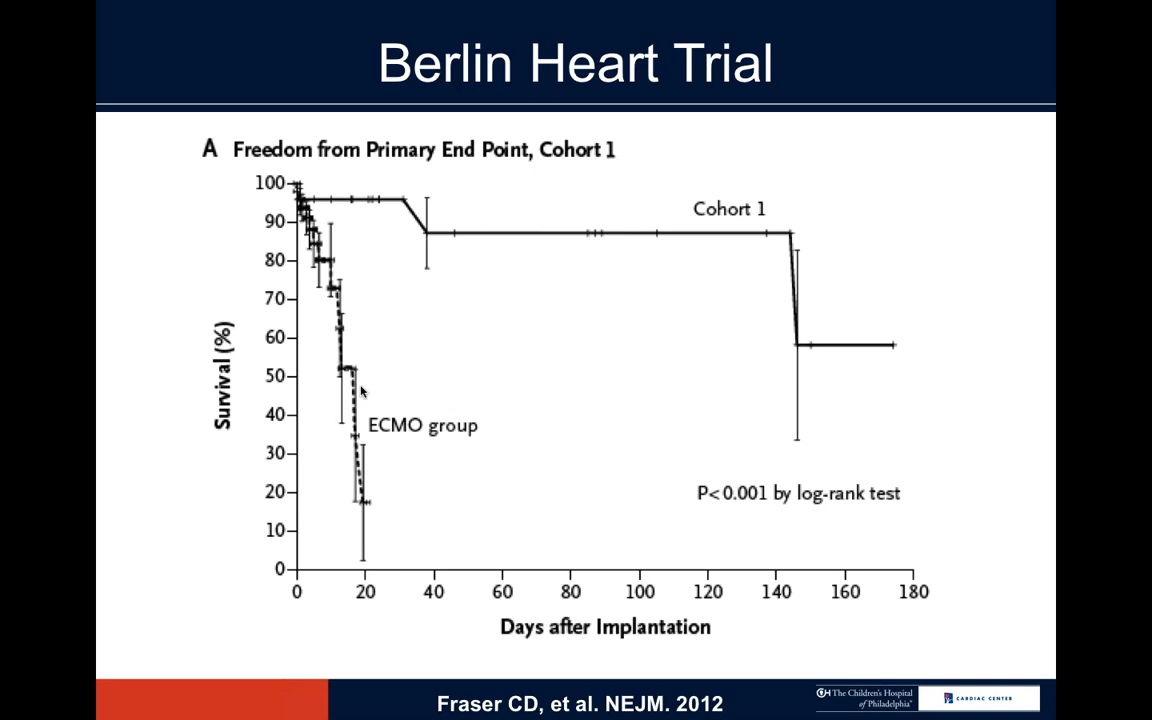 Berlin Heart Trial
A Freedom from Primary End Point, Cohort 1
100
90
80
70
60
50
40
30
20
10
0
Survival (%)
Cohort 1
ECMO group
P<0.001 by log-rank test
0 20 40 60 80 100 120 140 160 180
Days after Implantation
Fraser CD, et al. NEJM. 2012
The Children's Hospital
of Philadelphia
CARDIAC CENTER